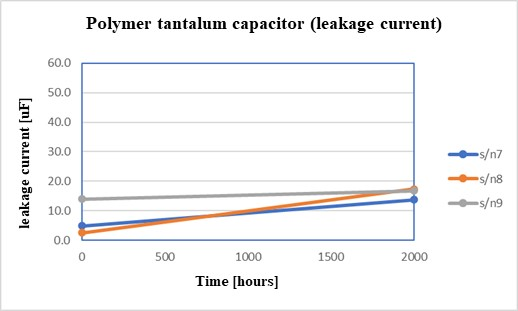 Polymer tantalum capacitor (leakage current)
60.0
50.0
40.0
30.0
20.0
10.0
0.0
leakage current [uF]
0 500 1000 1500 2000
Time [hours]
s/n7
s/n8
s/n9